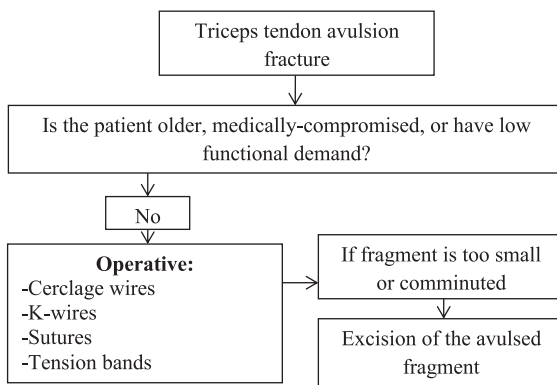 Triceps tendon avulsion
fracture
Is the patient older, medically-compromised, or have low
functional demand?
No
Operative:
-Cerclage wires
-K-wires
-Sutures
-Tension bands
If fragment is too small
or comminuted
Excision of the avulsed
fragment